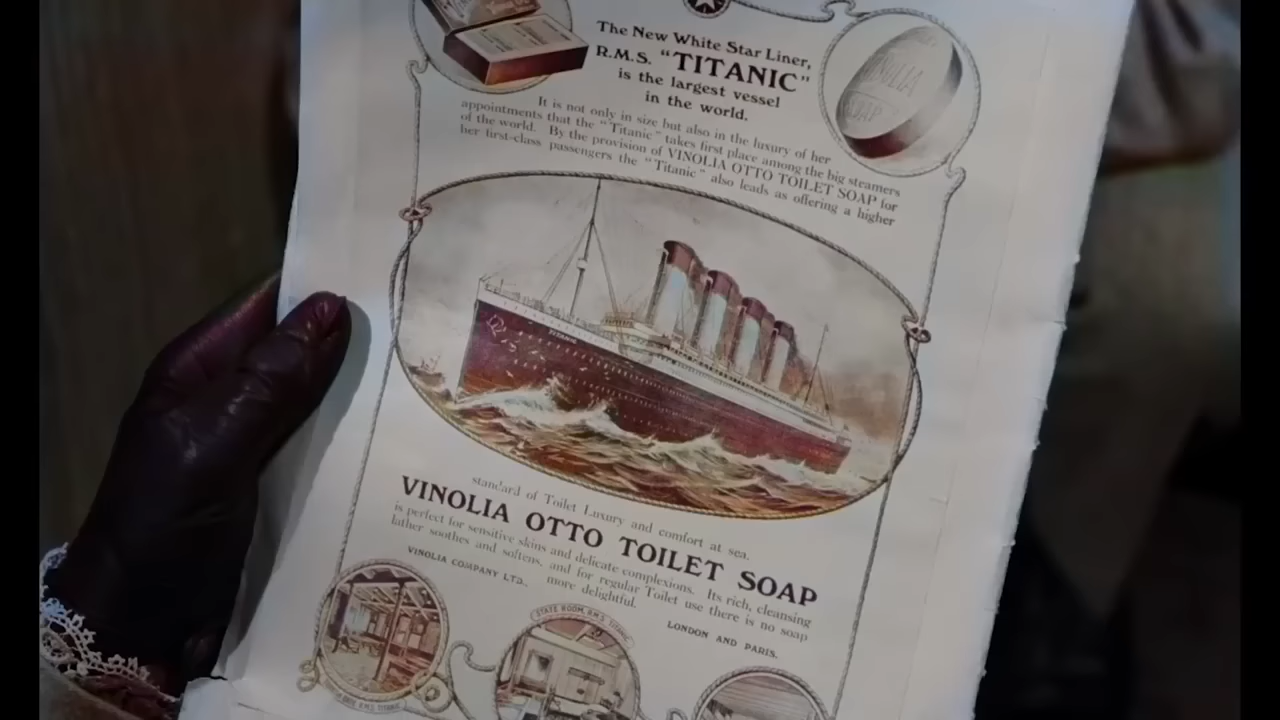 The New White Star Liner,
R.M.S. "TITANIC"
is the largest vessel
in the world.
VINOLIA
SOAP
It is not only in size but also in the luxury of her
appointments that the "Titanic" takes first place among the big steamers
of the world. By the provision of VINOLIA OTTO TOILET SOAP for
her first-class passengers the "Titanic" also leads as offering a higher
standard of Toilet Luxury and comfort at sea.
VINOLIA OTTO TOILET SOAP
is perfect for sensitive skins and delicate complexions. Its rich, cleansing
lather soothes and softens, and for regular Toilet use there is no soap
more delightful.
VINOLIA COMPANY LTD.,
LONDON AND PARIS.
STATE ROOM, R.M.S. TITANIC
R.M.S. TITANIC